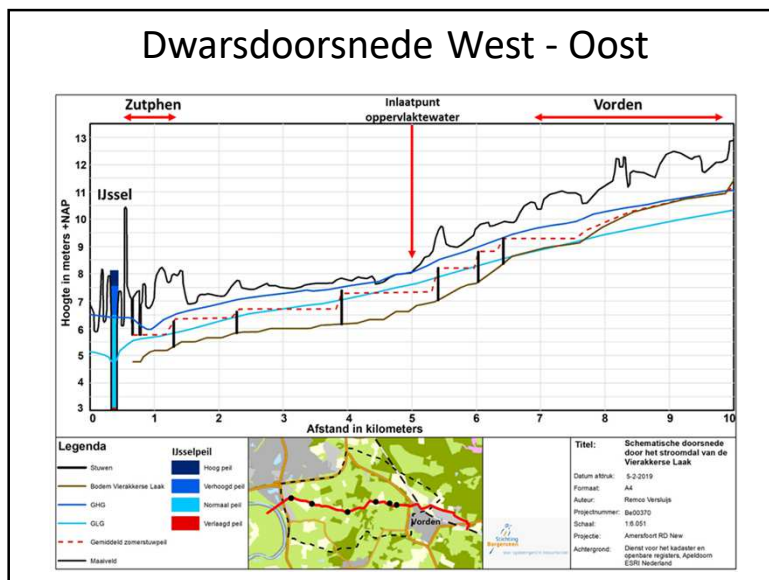 Dwarsdoorsnede West - Oost
Zutphen
Inlaatpunt
oppervlaktewater
Vorden
IJssel
Hoogte in meters +NAP
13
12
11
10
9
8
7
6
5
4
3
0 1 2 3 4 5 6 7 8 9 10
Afstand in kilometers
Legenda
Stuwen
Bodem Vierakkerse Laak
GHG
GLG
Gemiddeld zomerstuwpeil
Maaiveld
IJsselpeil
Hoog peil
Verhoogd peil
Normaal peil
Verlaagd peil
Vorden
Stichting
Titel: Schematische doorsnede
door het stroomdal van de
Vierakkerse Laak
Datum afdruk: 5-2-2019
Formaat: A4
Auteur: Remco Versluijs
Projectnummer: Be00370
Schaal: 1:6.051
Projectie: Amersfoort RD New
Achtergrond: Dienst voor het kadaster en
openbare registers, Apeldoorn
ESRI Nederland